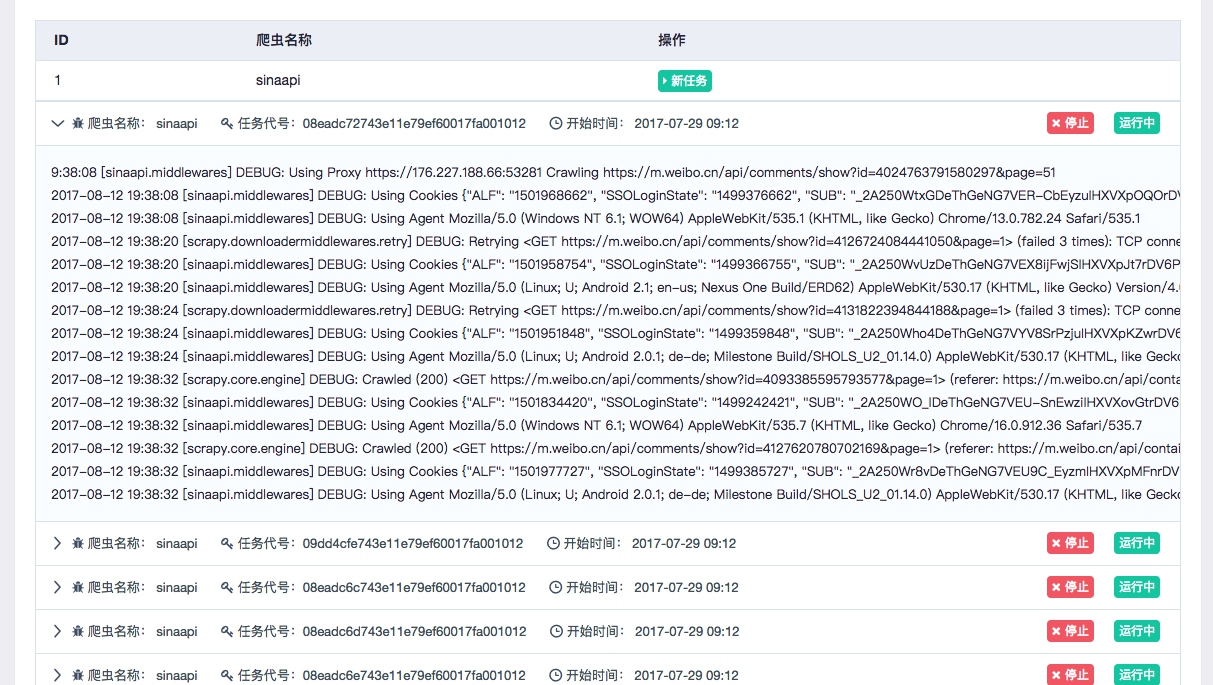 ID 爬虫名称 操作
1 sinaapi 新任务
爬虫名称： sinaapi 任务代号：08eadc72743e11e79ef60017fa001012 开始时间： 2017-07-29 09:12 停止 运行中
9:38:08 [sinaapi.middlewares] DEBUG: Using Proxy https://176.227.188.66:53281 Crawling https://m.weibo.cn/api/comments/show?id=4024763791580297&page=51
2017-08-12 19:38:08 [sinaapi.middlewares] DEBUG: Using Cookies {"ALF": "1501968662", "SSOLoginState": "1499376662", "SUB": "_2A250WtxGDeThGeNG7VER-CbEyzulHXVXpOQOrDV
2017-08-12 19:38:08 [sinaapi.middlewares] DEBUG: Using Agent Mozilla/5.0 (Windows NT 6.1; WOW64) AppleWebKit/535.1 (KHTML, like Gecko) Chrome/13.0.782.24 Safari/535.1
2017-08-12 19:38:20 [scrapy.downloadermiddlewares.retry] DEBUG: Retrying <GET https://m.weibo.cn/api/comments/show?id=4126724084441050&page=1> (failed 3 times): TCP conne
2017-08-12 19:38:20 [sinaapi.middlewares] DEBUG: Using Cookies {"ALF": "1501958754", "SSOLoginState": "1499366755", "SUB": "_2A250WvUzDeThGeNG7VEX8ijFwjSlHXVXpJt7rDV6P
2017-08-12 19:38:20 [sinaapi.middlewares] DEBUG: Using Agent Mozilla/5.0 (Linux; U; Android 2.1; en-us; Nexus One Build/ERD62) AppleWebKit/530.17 (KHTML, like Gecko) Version/4.
2017-08-12 19:38:24 [scrapy.downloadermiddlewares.retry] DEBUG: Retrying <GET https://m.weibo.cn/api/comments/show?id=4131822394844188&page=1> (failed 3 times): TCP conne
2017-08-12 19:38:24 [sinaapi.middlewares] DEBUG: Using Cookies {"ALF": "1501951848", "SSOLoginState": "1499359848", "SUB": "_2A250Who4DeThGeNG7VYV8SrPzjulHXVXpKZwrDV6
2017-08-12 19:38:24 [sinaapi.middlewares] DEBUG: Using Agent Mozilla/5.0 (Linux; U; Android 2.0.1; de-de; Milestone Build/SHOLS_U2_01.14.0) AppleWebKit/530.17 (KHTML, like Gecko
2017-08-12 19:38:32 [scrapy.core.engine] DEBUG: Crawled (200) <GET https://m.weibo.cn/api/comments/show?id=4093385595793577&page=1> (referer: https://m.weibo.cn/api/conta
2017-08-12 19:38:32 [sinaapi.middlewares] DEBUG: Using Cookies {"ALF": "1501834420", "SSOLoginState": "1499242421", "SUB": "_2A250WO_lDeThGeNG7VEU-SnEwzilHXVXovGtrDV6
2017-08-12 19:38:32 [sinaapi.middlewares] DEBUG: Using Agent Mozilla/5.0 (Windows NT 6.1; WOW64) AppleWebKit/535.7 (KHTML, like Gecko) Chrome/16.0.912.36 Safari/535.7
2017-08-12 19:38:32 [scrapy.core.engine] DEBUG: Crawled (200) <GET https://m.weibo.cn/api/comments/show?id=4127620780702169&page=1> (referer: https://m.weibo.cn/api/contai
2017-08-12 19:38:32 [sinaapi.middlewares] DEBUG: Using Cookies {"ALF": "1501977727", "SSOLoginState": "1499385727", "SUB": "_2A250Wr8vDeThGeNG7VEU9C_EyzmlHXVXpMFnrDV
2017-08-12 19:38:32 [sinaapi.middlewares] DEBUG: Using Agent Mozilla/5.0 (Linux; U; Android 2.0.1; de-de; Milestone Build/SHOLS_U2_01.14.0) AppleWebKit/530.17 (KHTML, like Gecko
爬虫名称： sinaapi 任务代号：09dd4cfe743e11e79ef60017fa001012 开始时间： 2017-07-29 09:12 停止 运行中
爬虫名称： sinaapi 任务代号：08eadc6c743e11e79ef60017fa001012 开始时间： 2017-07-29 09:12 停止 运行中
爬虫名称： sinaapi 任务代号：08eadc6d743e11e79ef60017fa001012 开始时间： 2017-07-29 09:12 停止 运行中
爬虫名称： sinaapi 任务代号：08eadc6e743e11e79ef60017fa001012 开始时间： 2017-07-29 09:12 停止 运行中